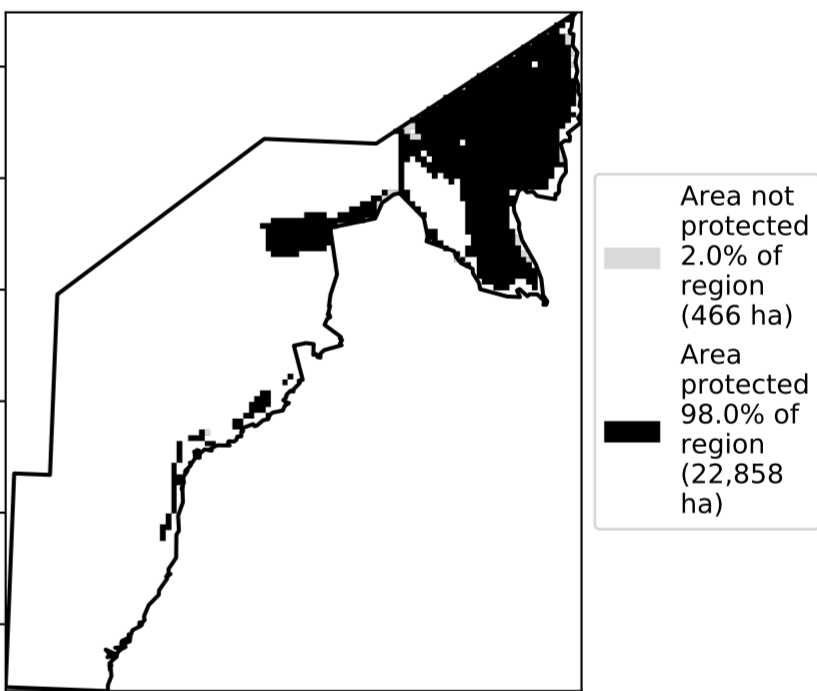 Area not
protected
2.0% of
region
(466 ha)
Area
protected
98.0% of
region
(22,858
ha)